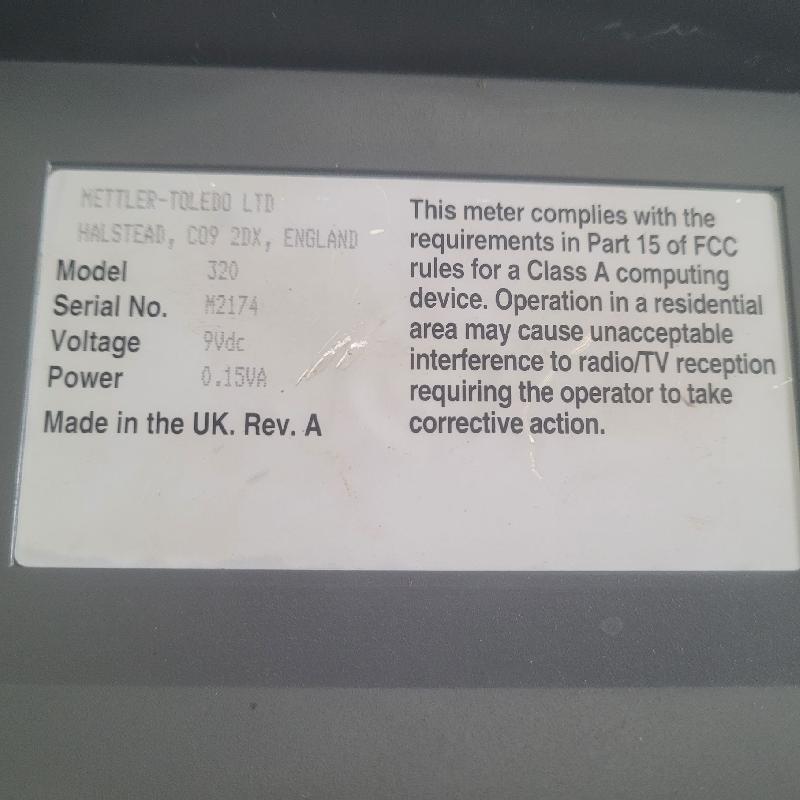 METTLER-TOLEDO LTD
HALSTEAD, CO9 2DX, ENGLAND
Model 320
Serial No. M2174
Voltage 9Vdc
Power 0.15VA
Made in the UK. Rev. A
This meter complies with the
requirements in Part 15 of FCC
rules for a Class A computing
device. Operation in a residential
area may cause unacceptable
interference to radio/TV reception
requiring the operator to take
corrective action.